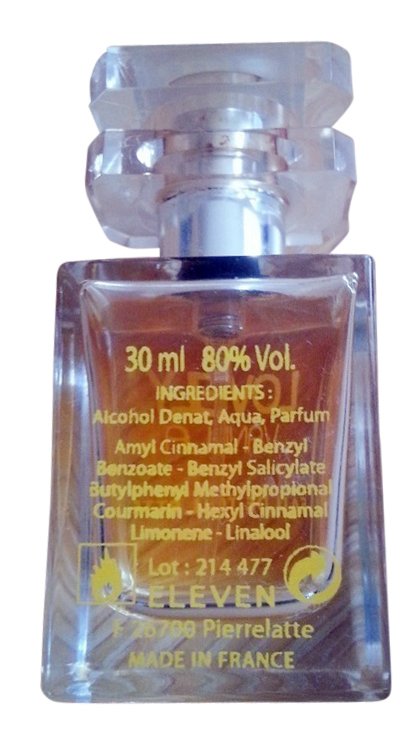 30 ml 80% Vol.
INGREDIENTS :
Alcohol Denat, Aqua, Parfum
Amyl Cinnamal - Benzyl
Benzoate - Benzyl Salicylate
Butylphenyl Methylpropional
Courmarin - Hexyl Cinnamal
Limonene - Linalool
Lot : 214 477
ELEVEN
F 26700 Pierrelatte
MADE IN FRANCE